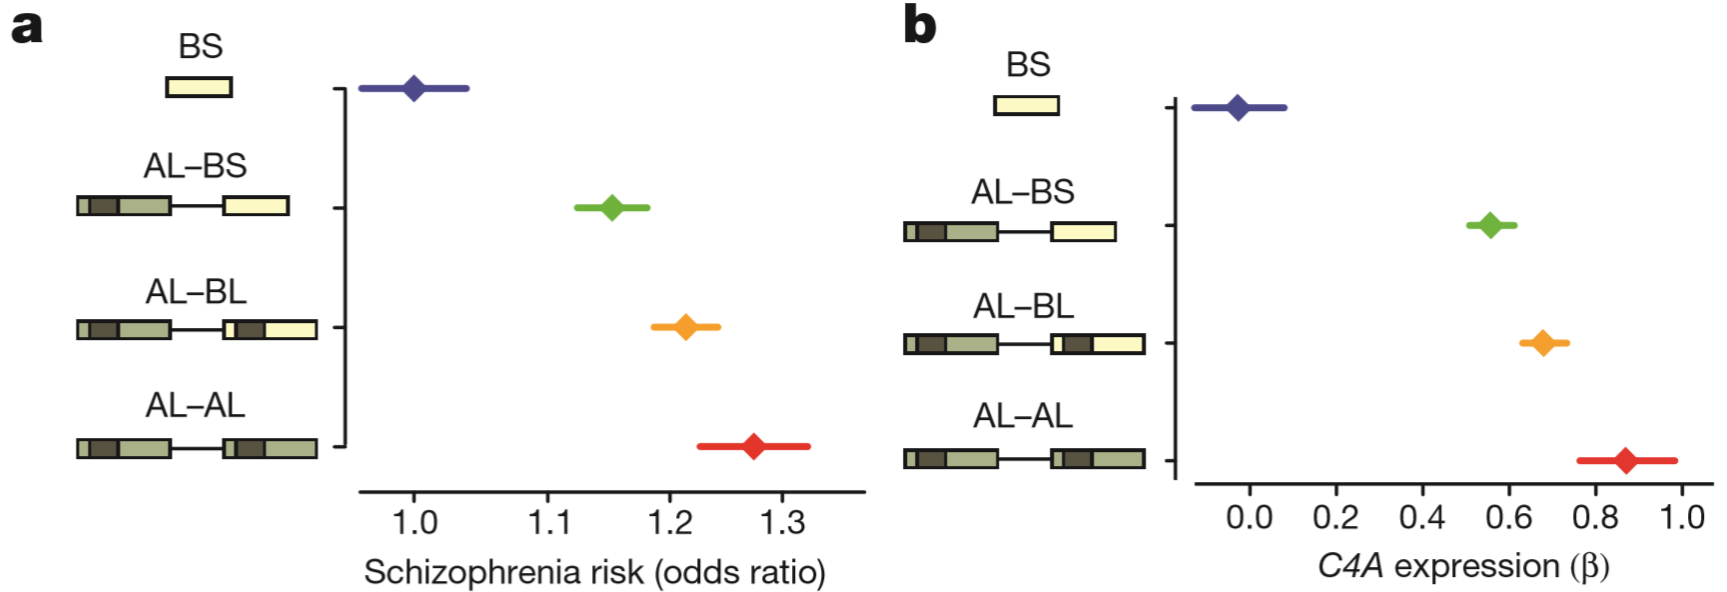 a
BS
AL–BS
AL–BL
AL–AL
1.0 1.1 1.2 1.3
Schizophrenia risk (odds ratio)
b
BS
AL–BS
AL–BL
AL–AL
0.0 0.2 0.4 0.6 0.8 1.0
C4A expression (β)